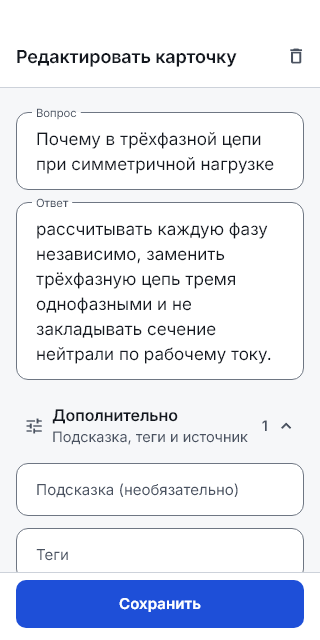 Редактировать карточку
Вопрос
Почему в трёхфазной цепи
при симметричной нагрузке
Ответ
рассчитывать каждую фазу
независимо, заменить
трёхфазную цепь тремя
однофазными и не
закладывать сечение
нейтрали по рабочему току.
Дополнительно
Подсказка, теги и источник
1
Подсказка (необязательно)
Теги
Сохранить